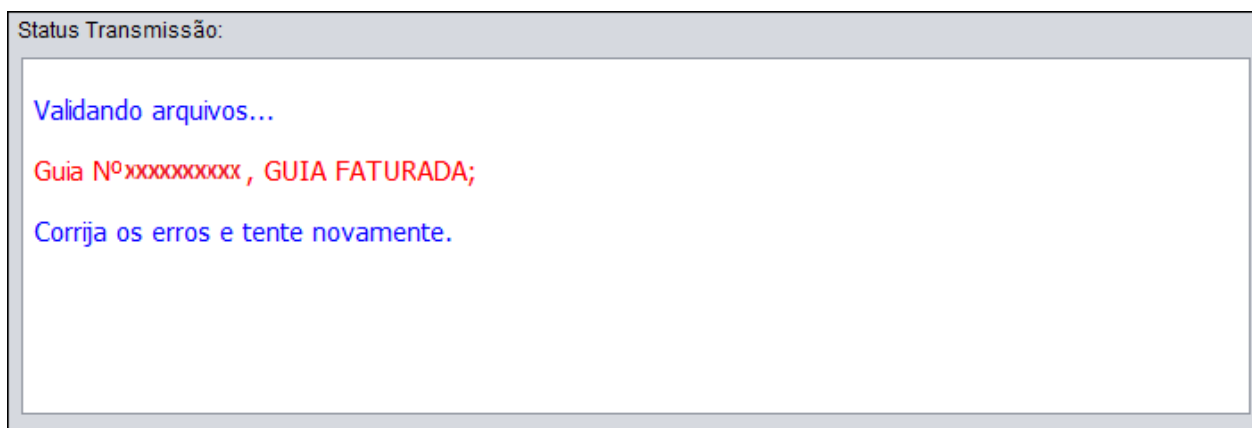 Status Transmissão:
Validando arquivos...
Guia Nºxxxxxxxxxx , GUIA FATURADA;
Corrija os erros e tente novamente.